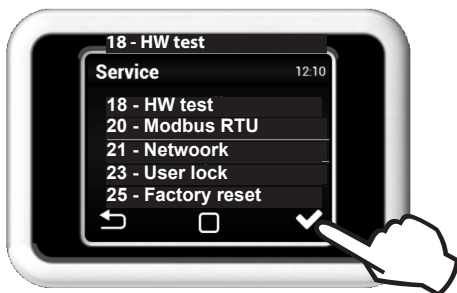 18 - HW test
Service 12:10
18 - HW test
20 - Modbus RTU
21 - Netwoork
23 - User lock
25 - Factory reset